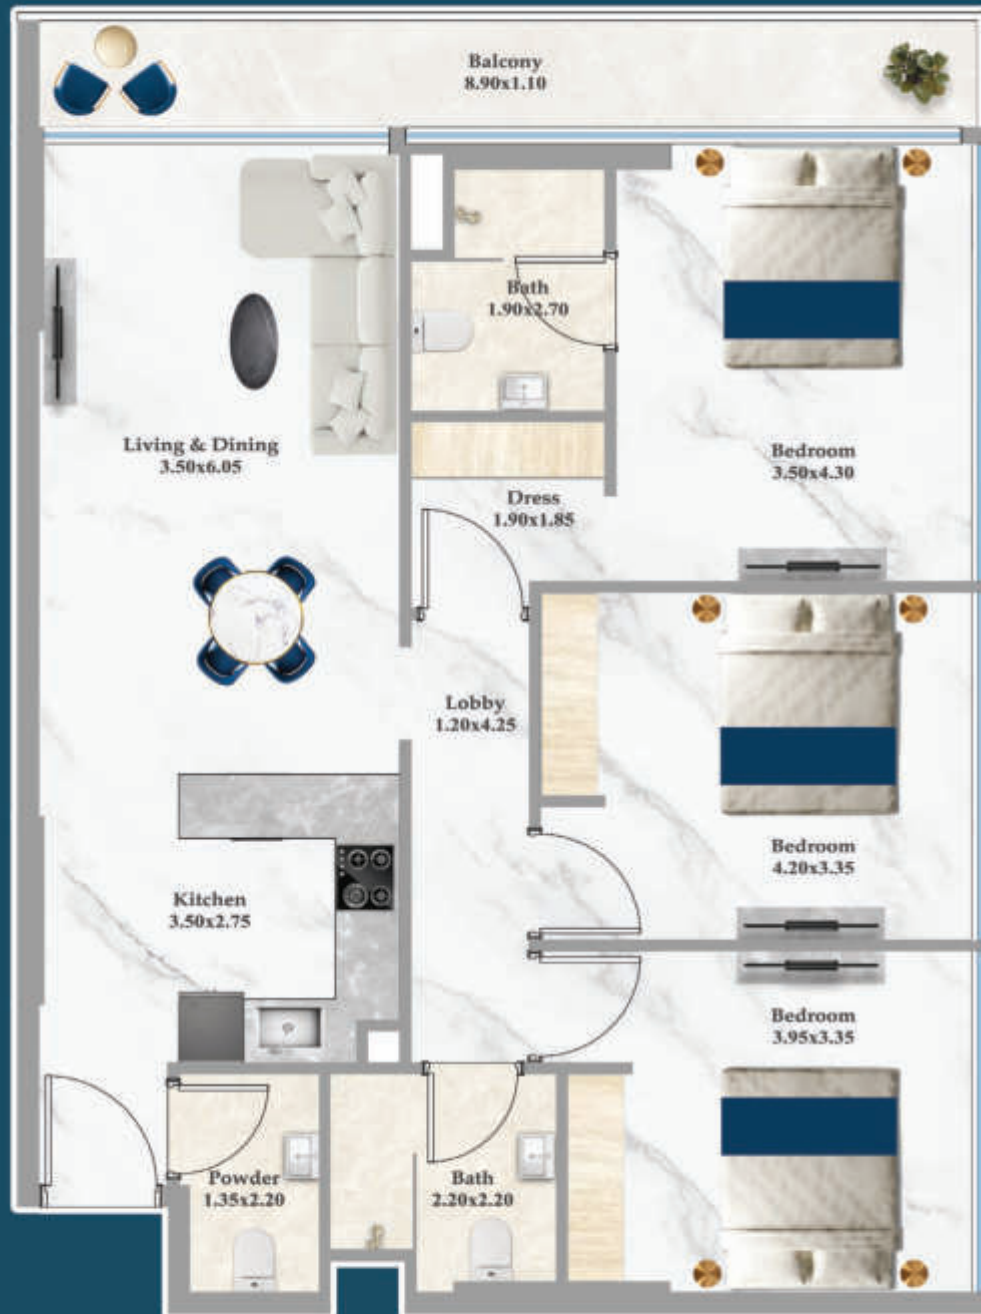 Balcony
8.90x1.10
Bath
1.90x2.70
Living & Dining
3.50x6.05
Bedroom
3.50x4.30
Dress
1.90x1.85
Lobby
1.20x4.25
Bedroom
4.20x3.35
Kitchen
3.50x2.75
Bedroom
3.95x3.35
Powder
1.35x2.20
Bath
2.20x2.20